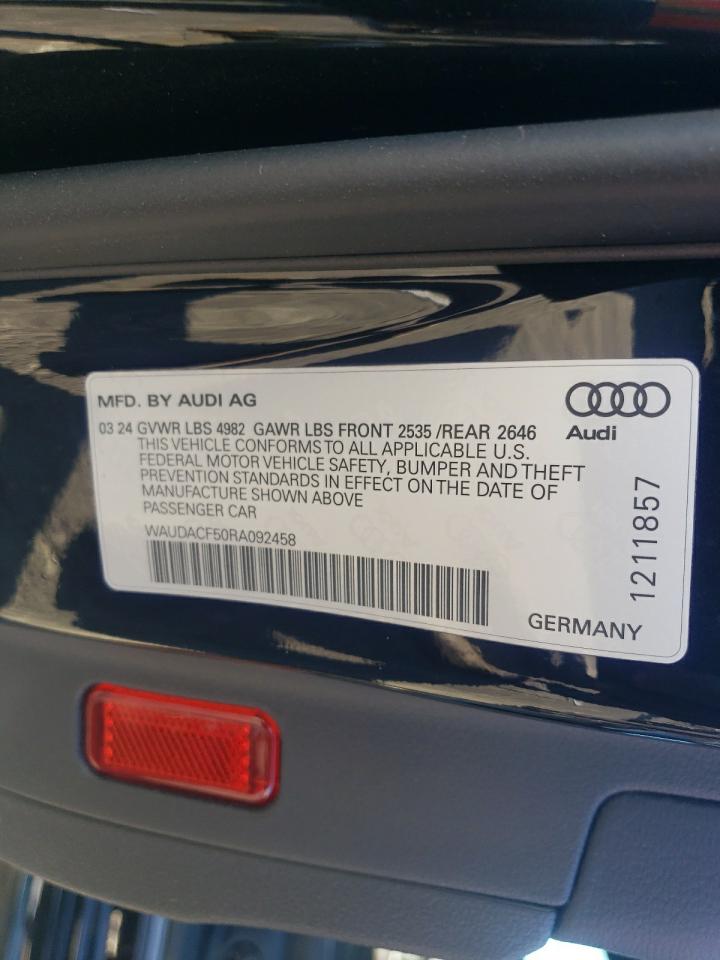 MFD. BY AUDI AG
03 24 GVWR LBS 4982 GAWR LBS FRONT 2535 /REAR 2646
THIS VEHICLE CONFORMS TO ALL APPLICABLE U.S.
FEDERAL MOTOR VEHICLE SAFETY, BUMPER AND THEFT
PREVENTION STANDARDS IN EFFECT ON THE DATE OF
MANUFACTURE SHOWN ABOVE
PASSENGER CAR
WAUDACF50RA092458
Audi
1211857
GERMANY